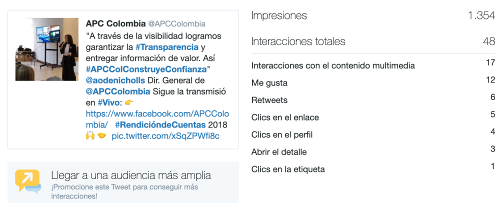 APC Colombia @APCColombia
"A través de la visibilidad logramos
garantizar la #Transparencia y
entregar información de valor. Así
#APCColConstruyeConfianza"
@aodenicholls Dir. General de
@APCColombia Sigue la transmisió
n en #Vivo: 👉
https://www.facebook.com/APCColo
mbia/ #RendicióndeCuentas 2018
🙌 🤝 pic.twitter.com/xSqZPWfi8c
Llegar a una audiencia más amplia
¡Promocione este Tweet para conseguir más
interacciones!
Impresiones 1.354
Interacciones totales 48
Interacciones con el contenido multimedia 17
Me gusta 12
Retweets 6
Clics en el enlace 5
Clics en el perfil 4
Abrir el detalle 3
Clics en la etiqueta 1